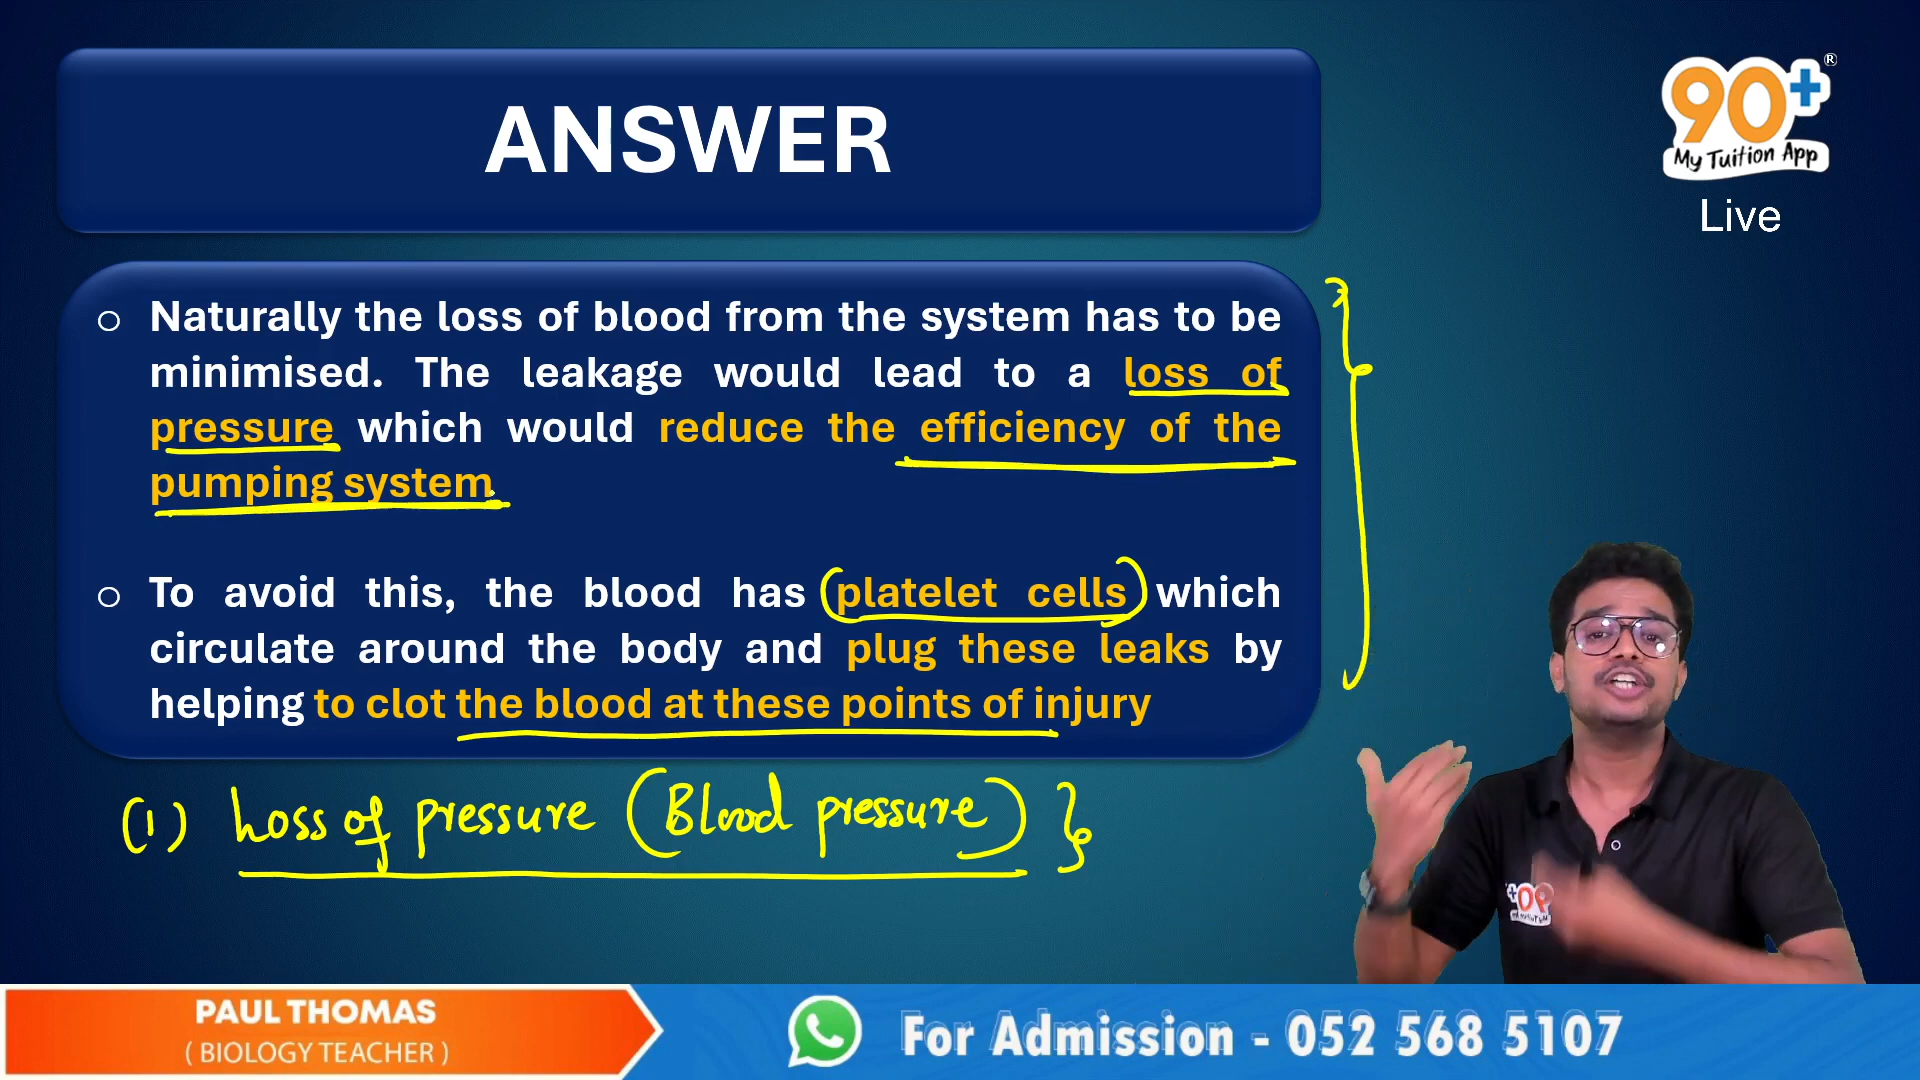 ANSWER
90+®
My Tuition App
Live
Naturally the loss of blood from the system has to be
minimised. The leakage would lead to a loss of
pressure which would reduce the efficiency of the
pumping system
To avoid this, the blood has (platelet cells) which
circulate around the body and plug these leaks by
helping to clot the blood at these points of injury
(1) Loss of pressure (Blood pressure) }
PAUL THOMAS
( BIOLOGY TEACHER )
For Admission - 052 568 5107